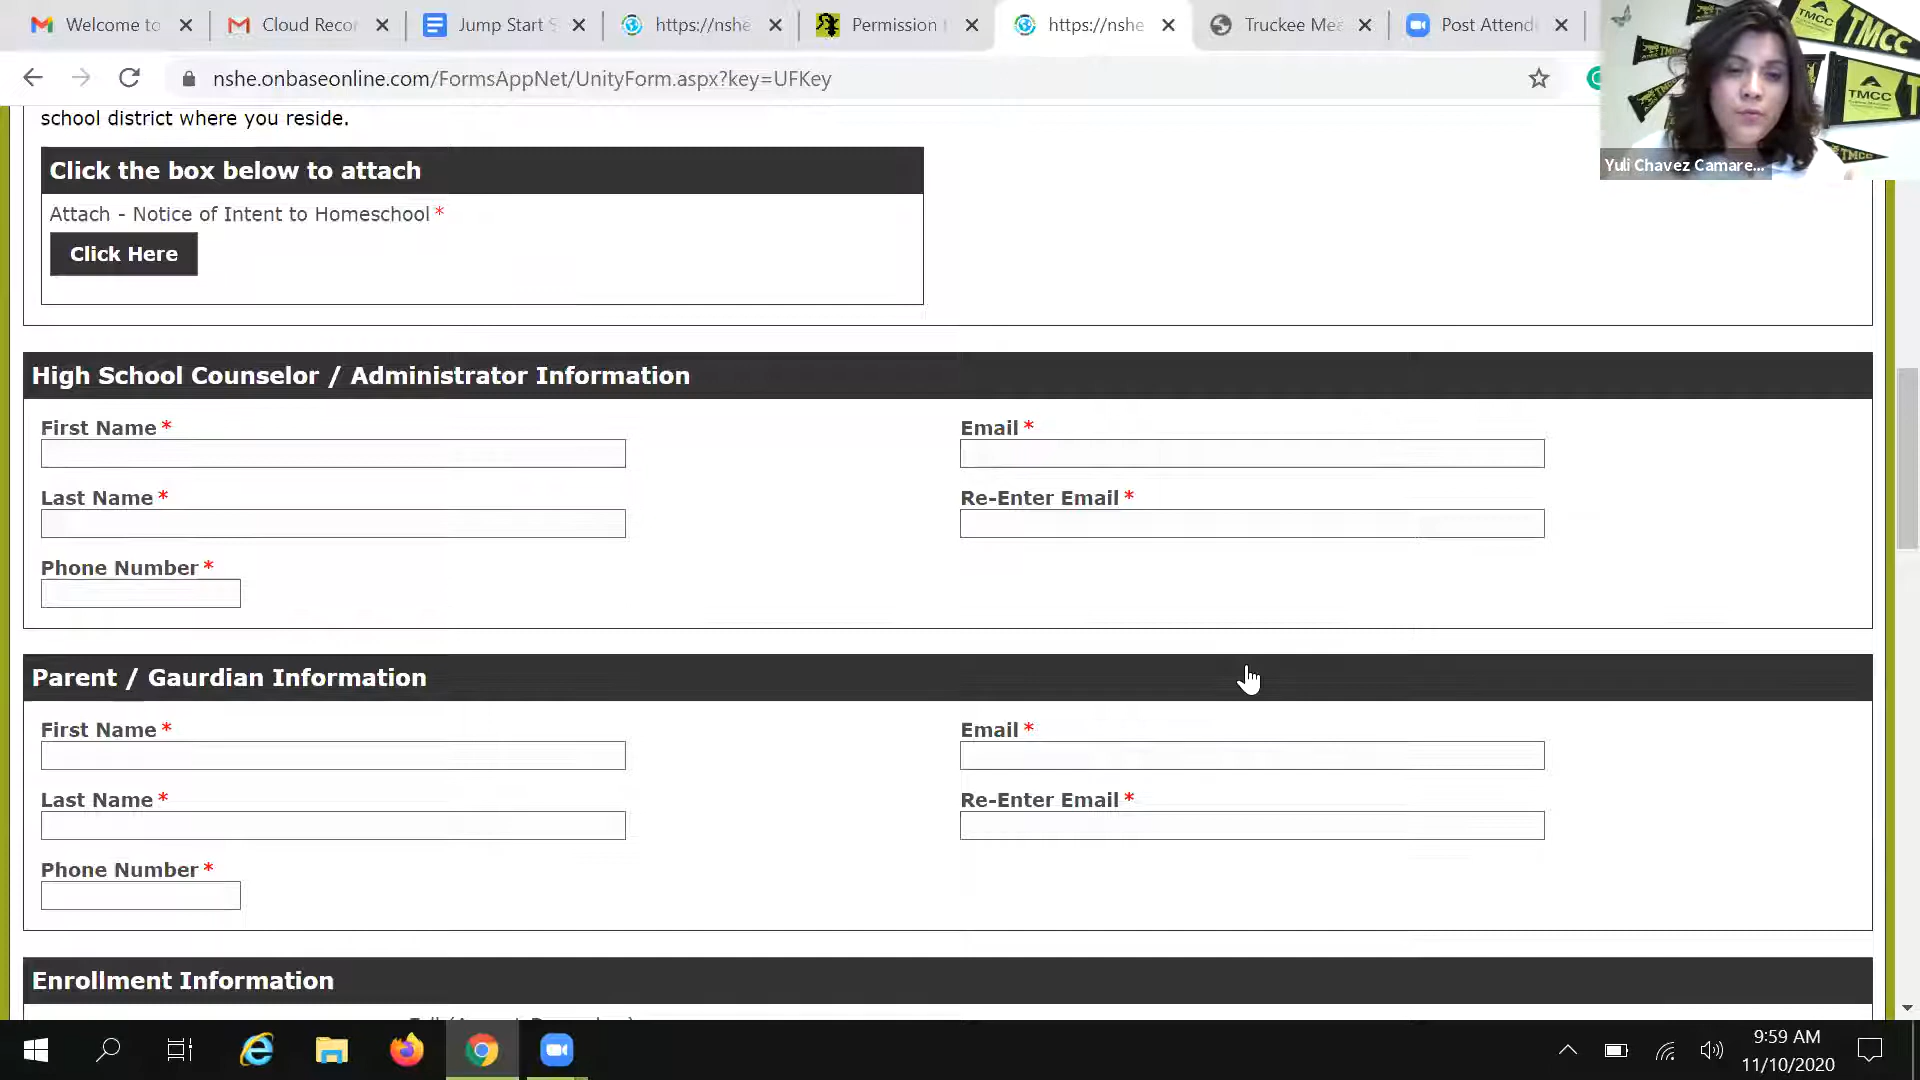 Welcome to
Cloud Recor
Jump Start S
https://nshe
Permission
https://nshe
Truckee Mea
Post Attend
nshe.onbaseonline.com/FormsAppNet/UnityForm.aspx?key=UFKey
TMCC
TMCC
Yuli Chavez Camare...
school district where you reside.
Click the box below to attach
Attach - Notice of Intent to Homeschool *
Click Here
High School Counselor / Administrator Information
First Name *
Email *
Last Name *
Re-Enter Email *
Phone Number *
Parent / Gaurdian Information
First Name *
Email *
Last Name *
Re-Enter Email *
Phone Number *
Enrollment Information
9:59 AM
11/10/2020